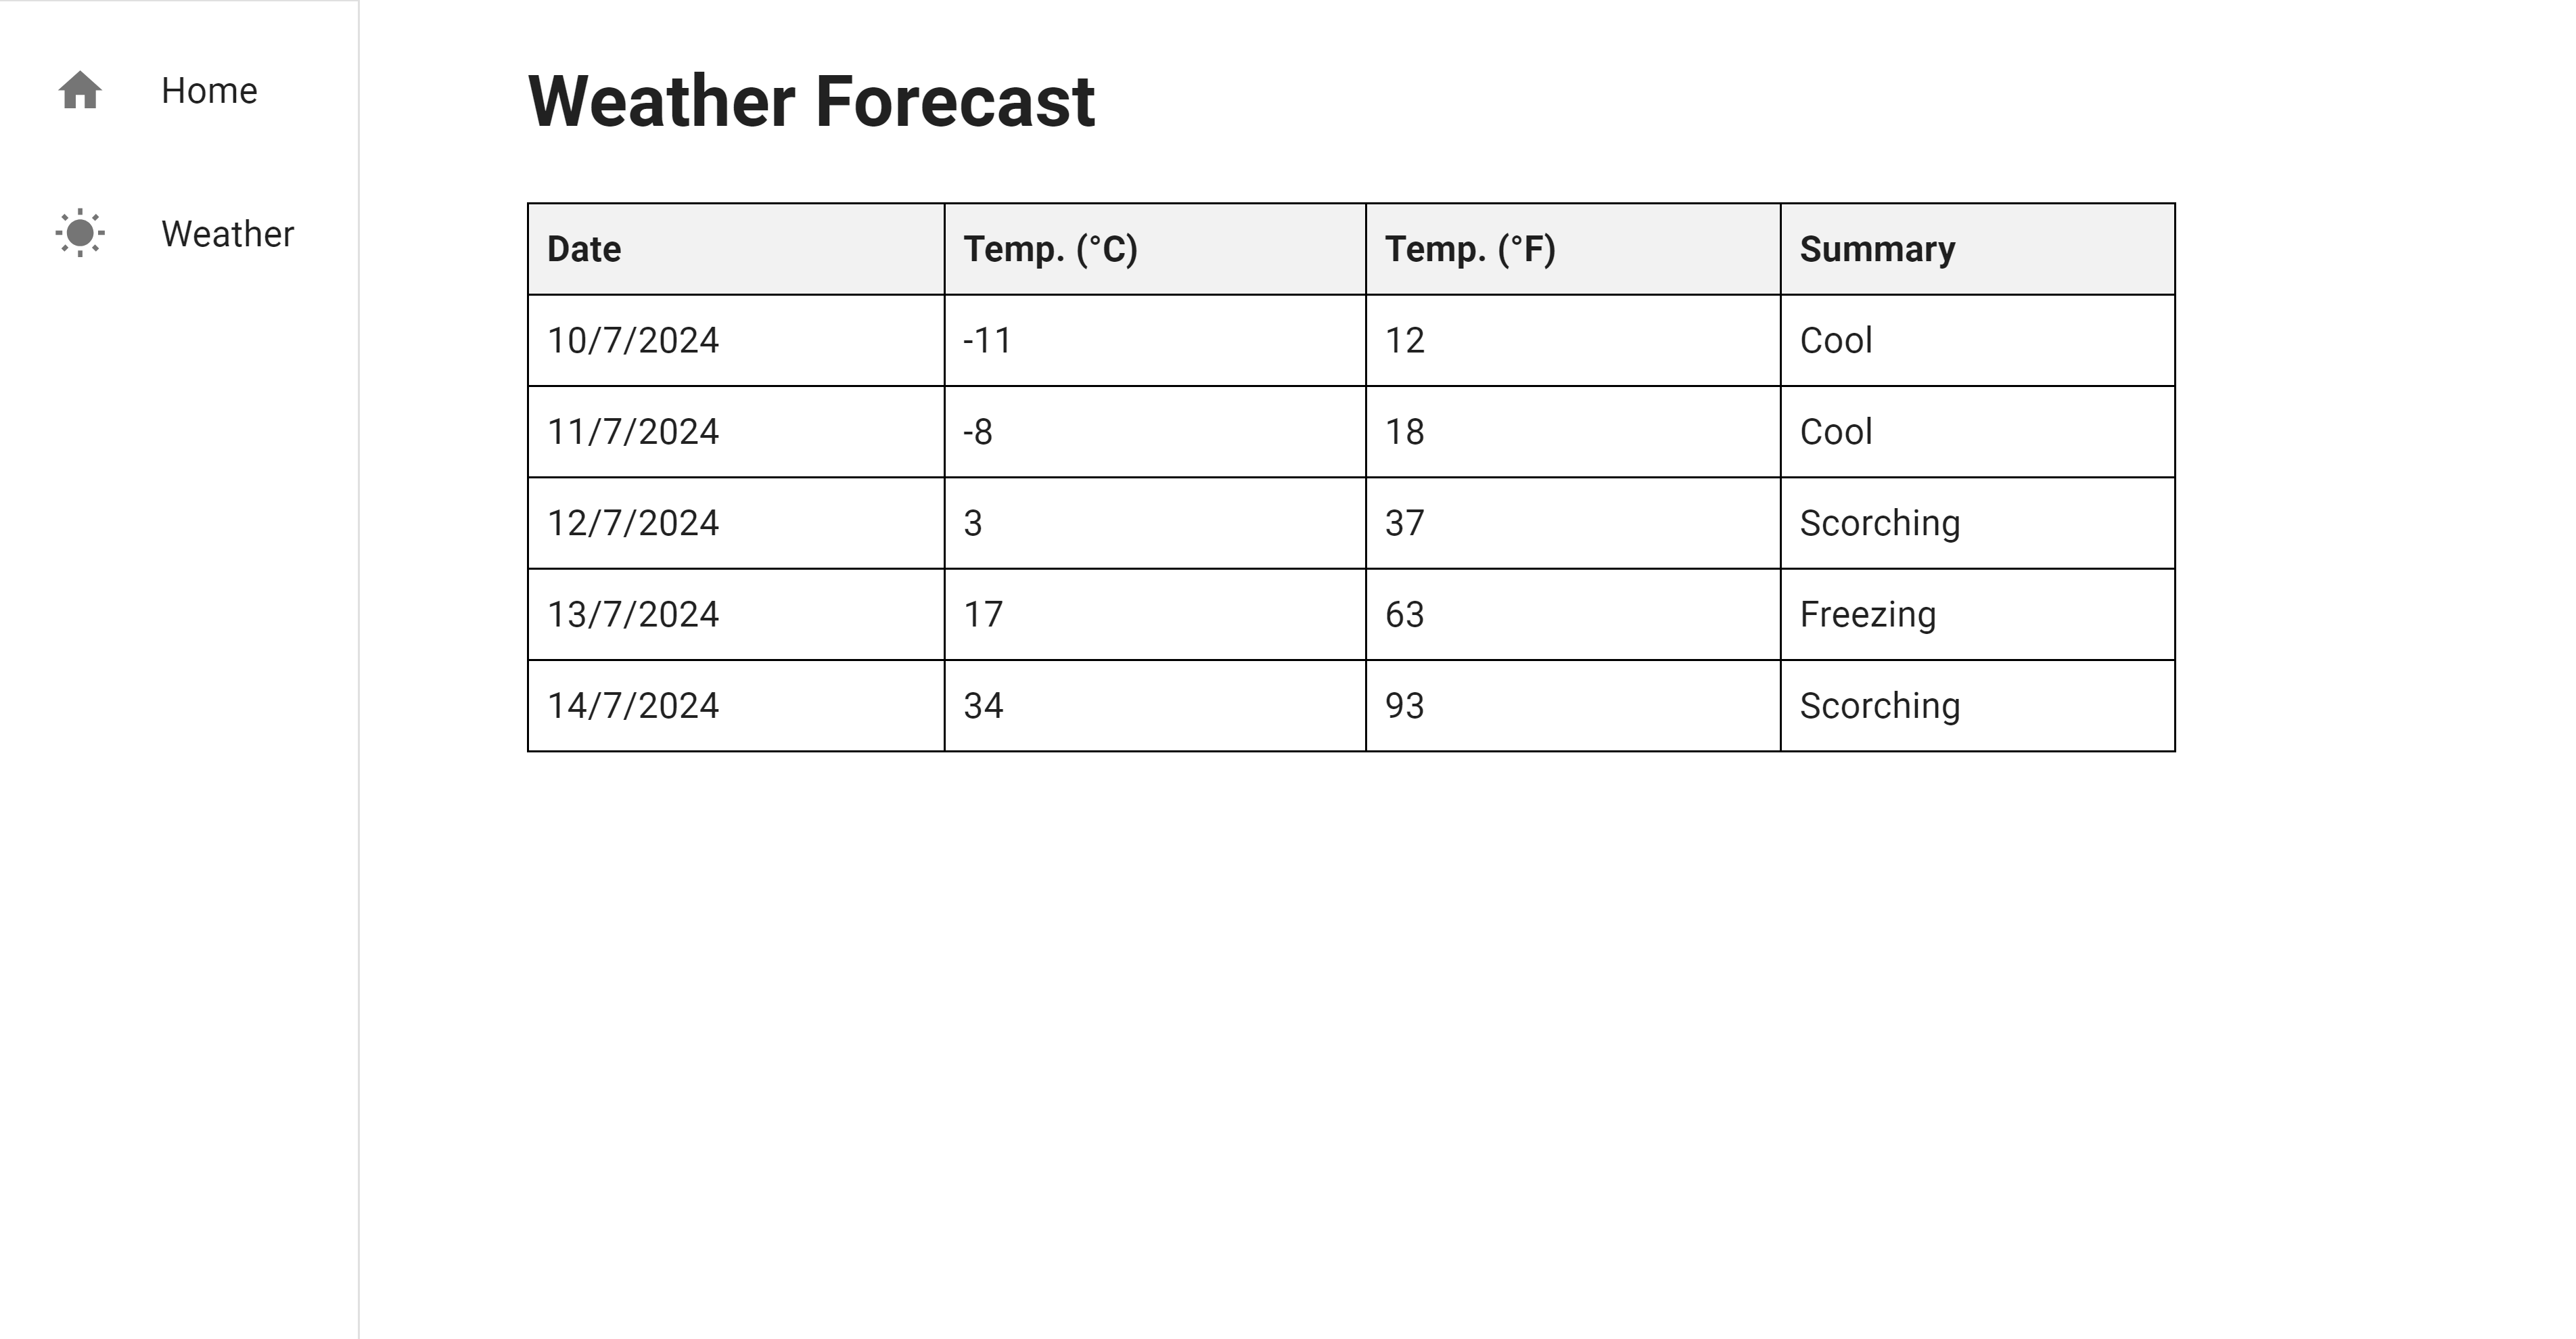 Home
Weather
Weather Forecast
Date Temp. (°C) Temp. (°F) Summary
10/7/2024 -11 12 Cool
11/7/2024 -8 18 Cool
12/7/2024 3 37 Scorching
13/7/2024 17 63 Freezing
14/7/2024 34 93 Scorching